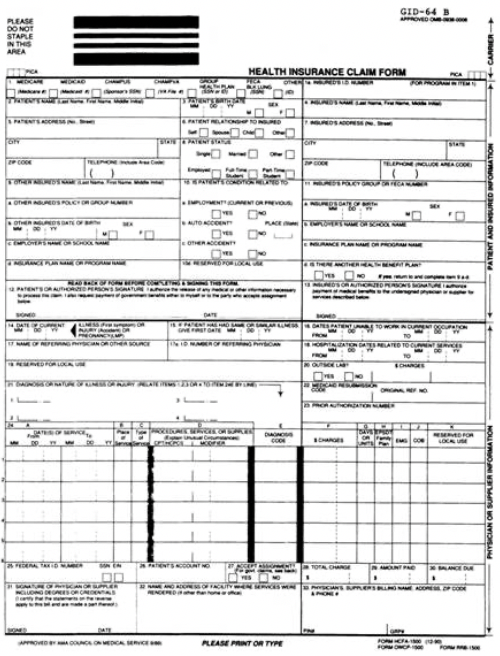 GID-64 B
APPROVED OMB-0938-0008
PLEASE
DO NOT
STAPLE
IN THIS
AREA
CARRIER
PICA
HEALTH INSURANCE CLAIM FORM
PICA
1. MEDICARE MEDICAID CHAMPUS CHAMPVA GROUP HEALTH PLAN FECA BLK LUNG OTHER
(Medicare #) (Medicaid #) (Sponsor's SSN) (VA File #) (SSN or ID) (SSN) (ID)
1a. INSURED'S I.D. NUMBER (FOR PROGRAM IN ITEM 1)
2. PATIENT'S NAME (Last Name, First Name, Middle Initial)
3. PATIENT'S BIRTH DATE SEX
MM DD YY M F
4. INSURED'S NAME (Last Name, First Name, Middle Initial)
5. PATIENT'S ADDRESS (No., Street)
6. PATIENT RELATIONSHIP TO INSURED
Self Spouse Child Other
7. INSURED'S ADDRESS (No., Street)
CITY STATE
8. PATIENT STATUS
Single Married Other
CITY STATE
ZIP CODE TELEPHONE (Include Area Code)
( )
Employed Full-Time Student Part-Time Student
ZIP CODE TELEPHONE (INCLUDE AREA CODE)
( )
9. OTHER INSURED'S NAME (Last Name, First Name, Middle Initial)
10. IS PATIENT'S CONDITION RELATED TO:
11. INSURED'S POLICY GROUP OR FECA NUMBER
a. OTHER INSURED'S POLICY OR GROUP NUMBER
a. EMPLOYMENT? (CURRENT OR PREVIOUS)
YES NO
a. INSURED'S DATE OF BIRTH SEX
MM DD YY M F
b. OTHER INSURED'S DATE OF BIRTH SEX
MM DD YY M F
b. AUTO ACCIDENT? PLACE (State)
YES NO
b. EMPLOYER'S NAME OR SCHOOL NAME
c. EMPLOYER'S NAME OR SCHOOL NAME
c. OTHER ACCIDENT?
YES NO
c. INSURANCE PLAN NAME OR PROGRAM NAME
d. INSURANCE PLAN NAME OR PROGRAM NAME
10d. RESERVED FOR LOCAL USE
d. IS THERE ANOTHER HEALTH BENEFIT PLAN?
YES NO If yes, return to and complete item 9 a-d.
READ BACK OF FORM BEFORE COMPLETING & SIGNING THIS FORM.
12. PATIENT'S OR AUTHORIZED PERSON'S SIGNATURE I authorize the release of any medical or other information necessary
to process this claim. I also request payment of government benefits either to myself or to the party who accepts assignment
below.
SIGNED DATE
13. INSURED'S OR AUTHORIZED PERSON'S SIGNATURE I authorize
payment of medical benefits to the undersigned physician or supplier for
services described below.
SIGNED
PATIENT AND INSURED INFORMATION
14. DATE OF CURRENT: ILLNESS (First symptom) OR
MM DD YY INJURY (Accident) OR
PREGNANCY (LMP)
15. IF PATIENT HAS HAD SAME OR SIMILAR ILLNESS.
GIVE FIRST DATE MM DD YY
16. DATES PATIENT UNABLE TO WORK IN CURRENT OCCUPATION
MM DD YY MM DD YY
FROM TO
17. NAME OF REFERRING PHYSICIAN OR OTHER SOURCE
17a. I.D. NUMBER OF REFERRING PHYSICIAN
18. HOSPITALIZATION DATES RELATED TO CURRENT SERVICES
MM DD YY MM DD YY
FROM TO
19. RESERVED FOR LOCAL USE
20. OUTSIDE LAB? $ CHARGES
YES NO
21. DIAGNOSIS OR NATURE OF ILLNESS OR INJURY. (RELATE ITEMS 1,2,3 OR 4 TO ITEM 24E BY LINE)
1. 3.
2. 4.
22. MEDICAID RESUBMISSION
CODE ORIGINAL REF. NO.
23. PRIOR AUTHORIZATION NUMBER
24. A B C D E F G H I J K
DATE(S) OF SERVICE
From To
MM DD YY MM DD YY
Place of Service
Type of Service
PROCEDURES, SERVICES, OR SUPPLIES
(Explain Unusual Circumstances)
CPT/HCPCS MODIFIER
DIAGNOSIS CODE
$ CHARGES
DAYS OR UNITS
EPSDT Family Plan
EMG
COB
RESERVED FOR LOCAL USE
1
2
3
4
5
6
25. FEDERAL TAX I.D. NUMBER SSN EIN
26. PATIENT'S ACCOUNT NO.
27. ACCEPT ASSIGNMENT?
(For govt. claims, see back)
YES NO
28. TOTAL CHARGE
$
29. AMOUNT PAID
$
30. BALANCE DUE
$
31. SIGNATURE OF PHYSICIAN OR SUPPLIER
INCLUDING DEGREES OR CREDENTIALS
(I certify that the statements on the reverse
apply to this bill and are made a part thereof.)
SIGNED DATE
32. NAME AND ADDRESS OF FACILITY WHERE SERVICES WERE
RENDERED (If other than home or office)
33. PHYSICIAN'S, SUPPLIER'S BILLING NAME, ADDRESS, ZIP CODE
& PHONE #
PIN# GRP#
PHYSICIAN OR SUPPLIER INFORMATION
(APPROVED BY AMA COUNCIL ON MEDICAL SERVICE 8/88)
PLEASE PRINT OR TYPE
FORM HCFA-1500 (12-90)
FORM OWCP-1500 FORM RRB-1500